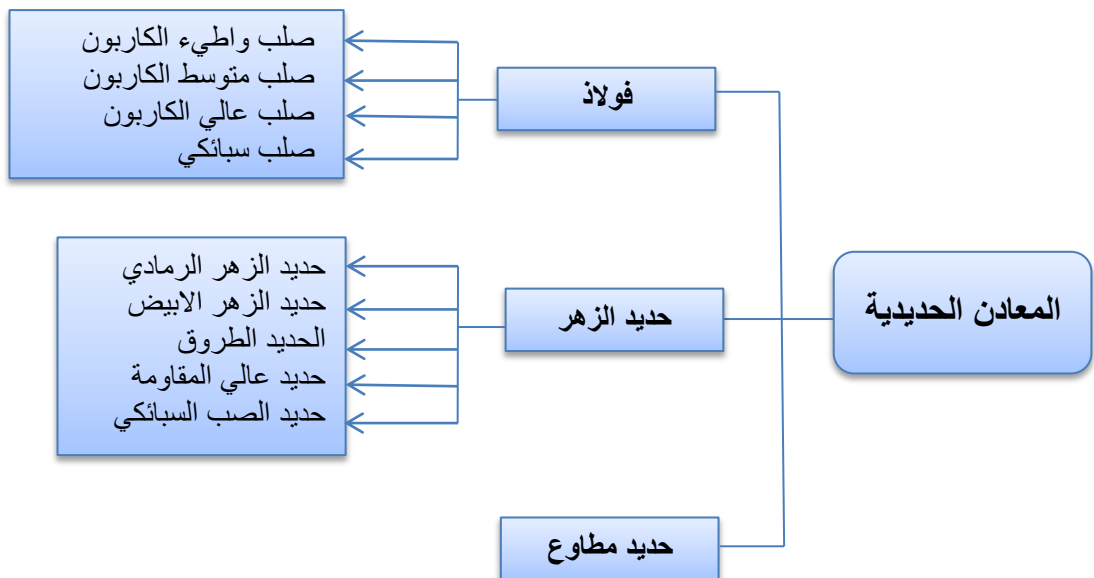 المعادن الحديدية
فولاذ
صلب واطيء الكاربون
صلب متوسط الكاربون
صلب عالي الكاربون
صلب سبائكي
حديد الزهر
حديد الزهر الرمادي
حديد الزهر الابيض
الحديد الطروق
حديد عالي المقاومة
حديد الصب السبائكي
حديد مطاوع